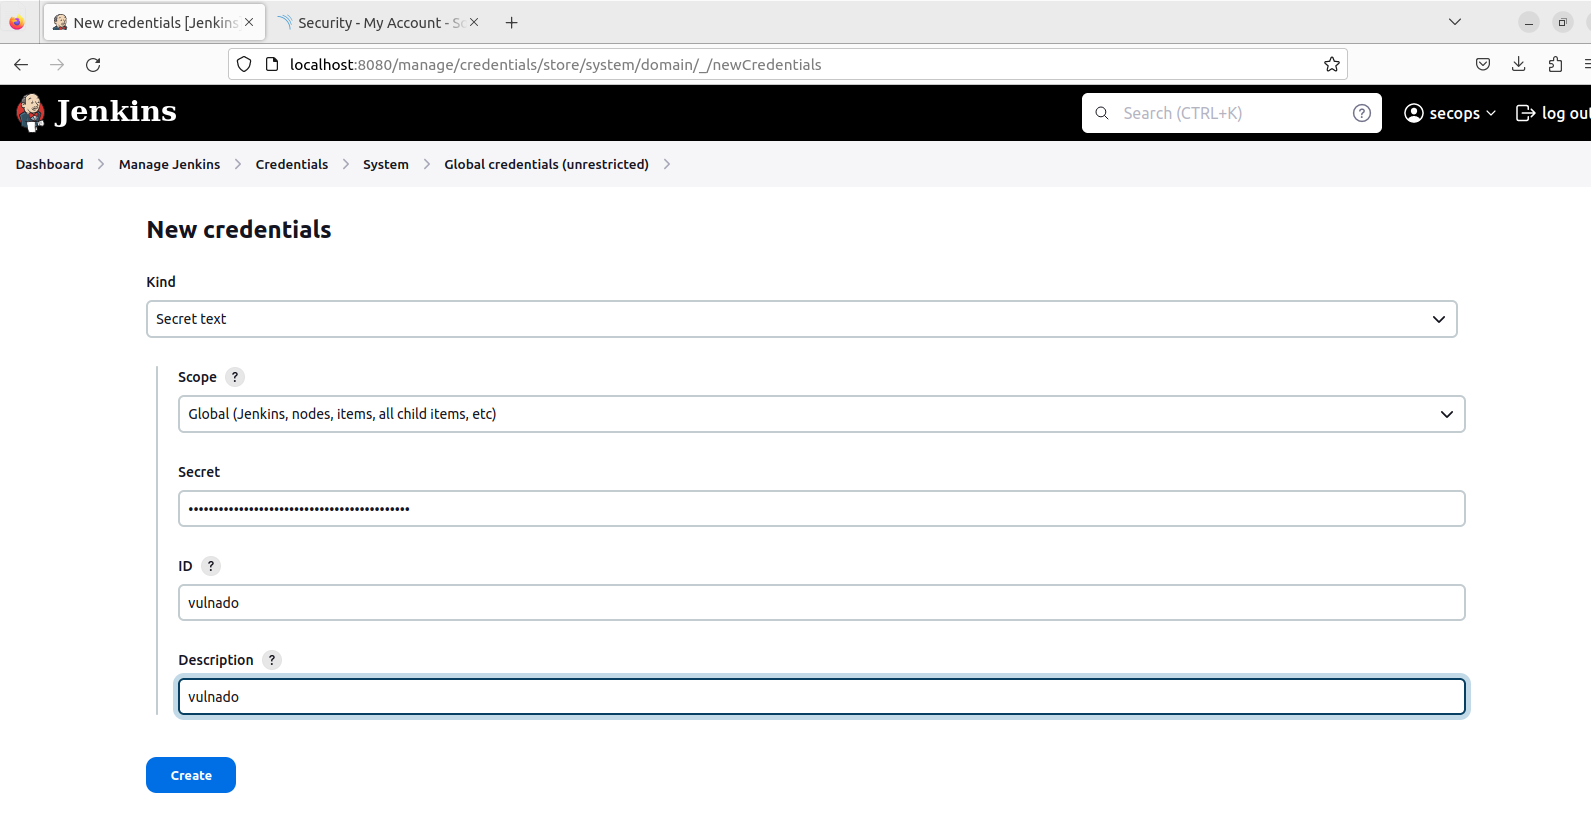 New credentials [Jenkins
Security - My Account - So
localhost:8080/manage/credentials/store/system/domain/_/newCredentials
Jenkins
Search (CTRL+K)
?
secops
log out
Dashboard
Manage Jenkins
Credentials
System
Global credentials (unrestricted)
New credentials
Kind
Secret text
Scope ?
Global (Jenkins, nodes, items, all child items, etc)
Secret
••••••••••••••••••••••••••••••••••••••••••••
ID ?
vulnado
Description ?
vulnado
Create